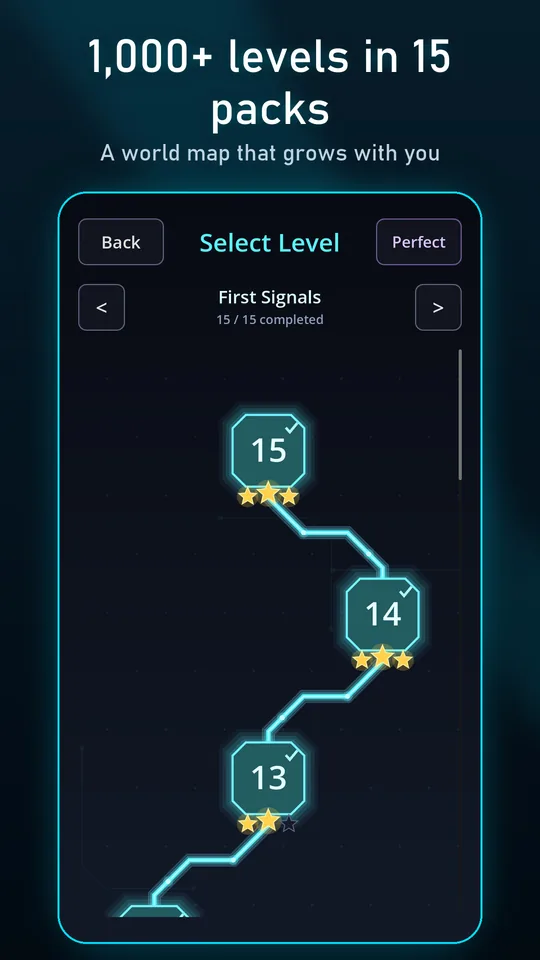 1,000+ levels in 15
packs
A world map that grows with you
Back
Select Level
Perfect
<
First Signals
>
15 / 15 completed
15
14
13